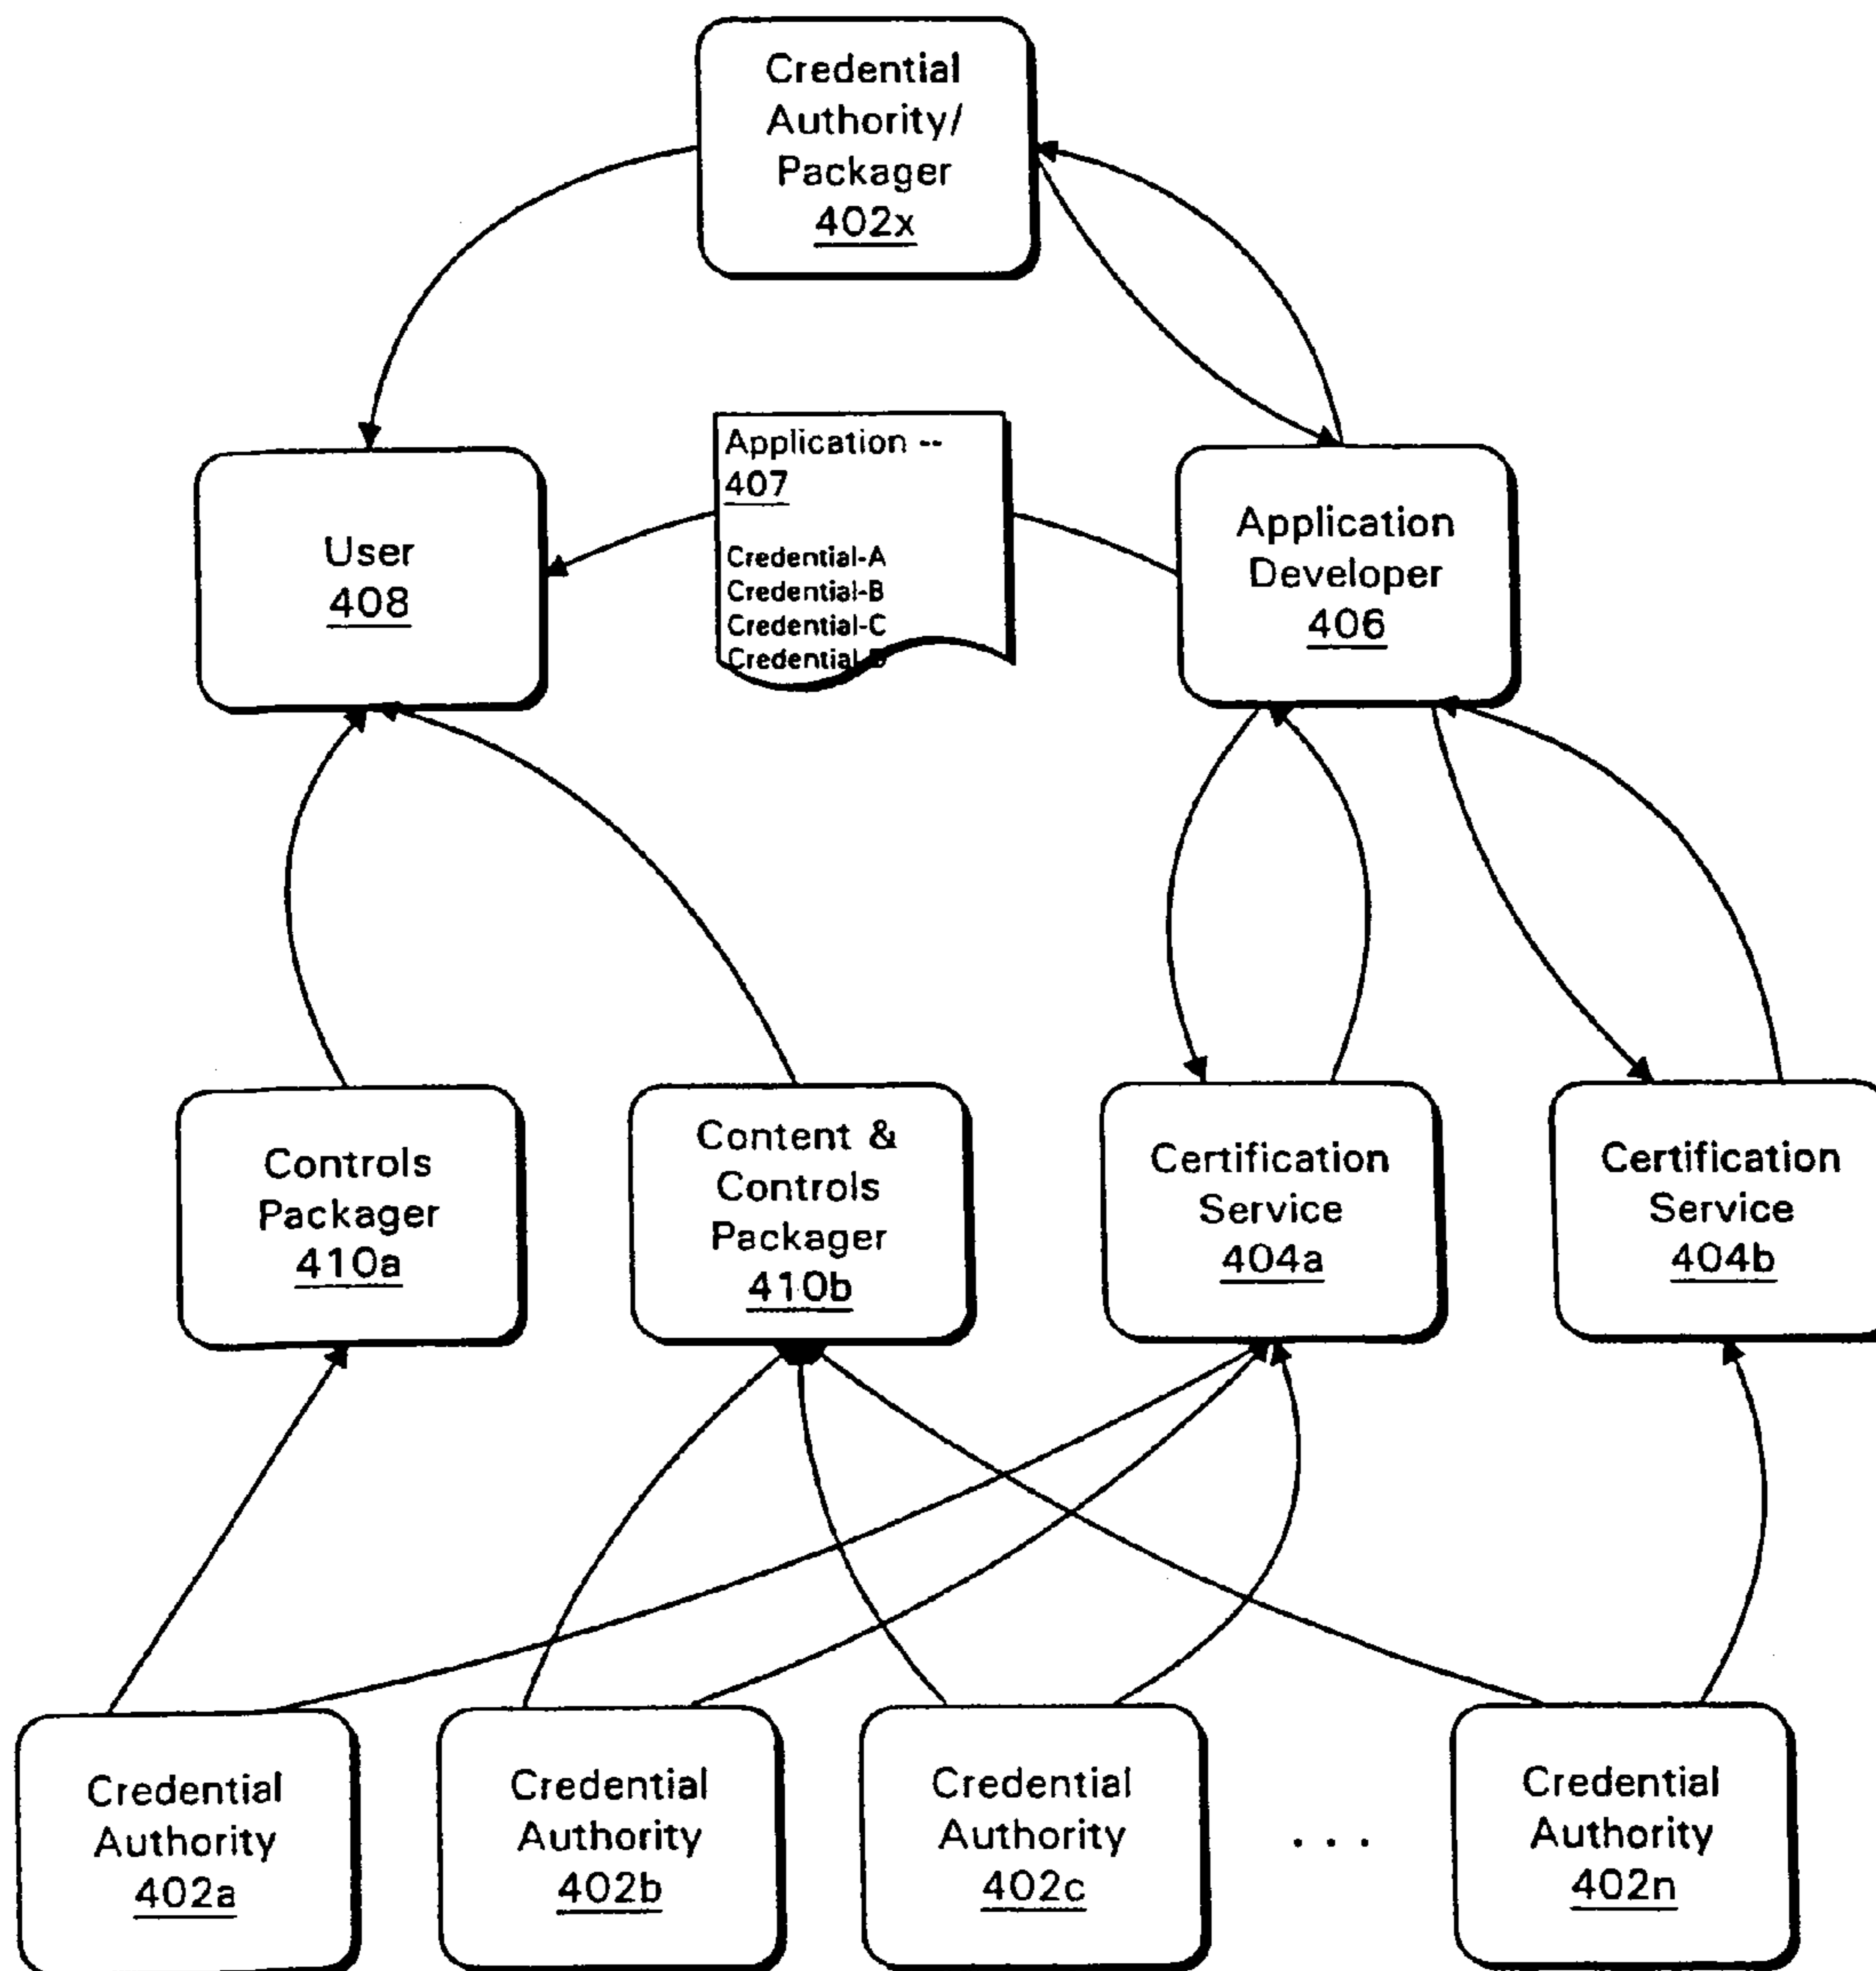 Credential
Authority/
Packager
402x
Application --
407
Credential-A
Credential-B
Credential-C
Credential-D
User
408
Application
Developer
406
Controls
Packager
410a
Content &
Controls
Packager
410b
Certification
Service
404a
Certification
Service
404b
Credential
Authority
402a
Credential
Authority
402b
Credential
Authority
402c
. . .
Credential
Authority
402n